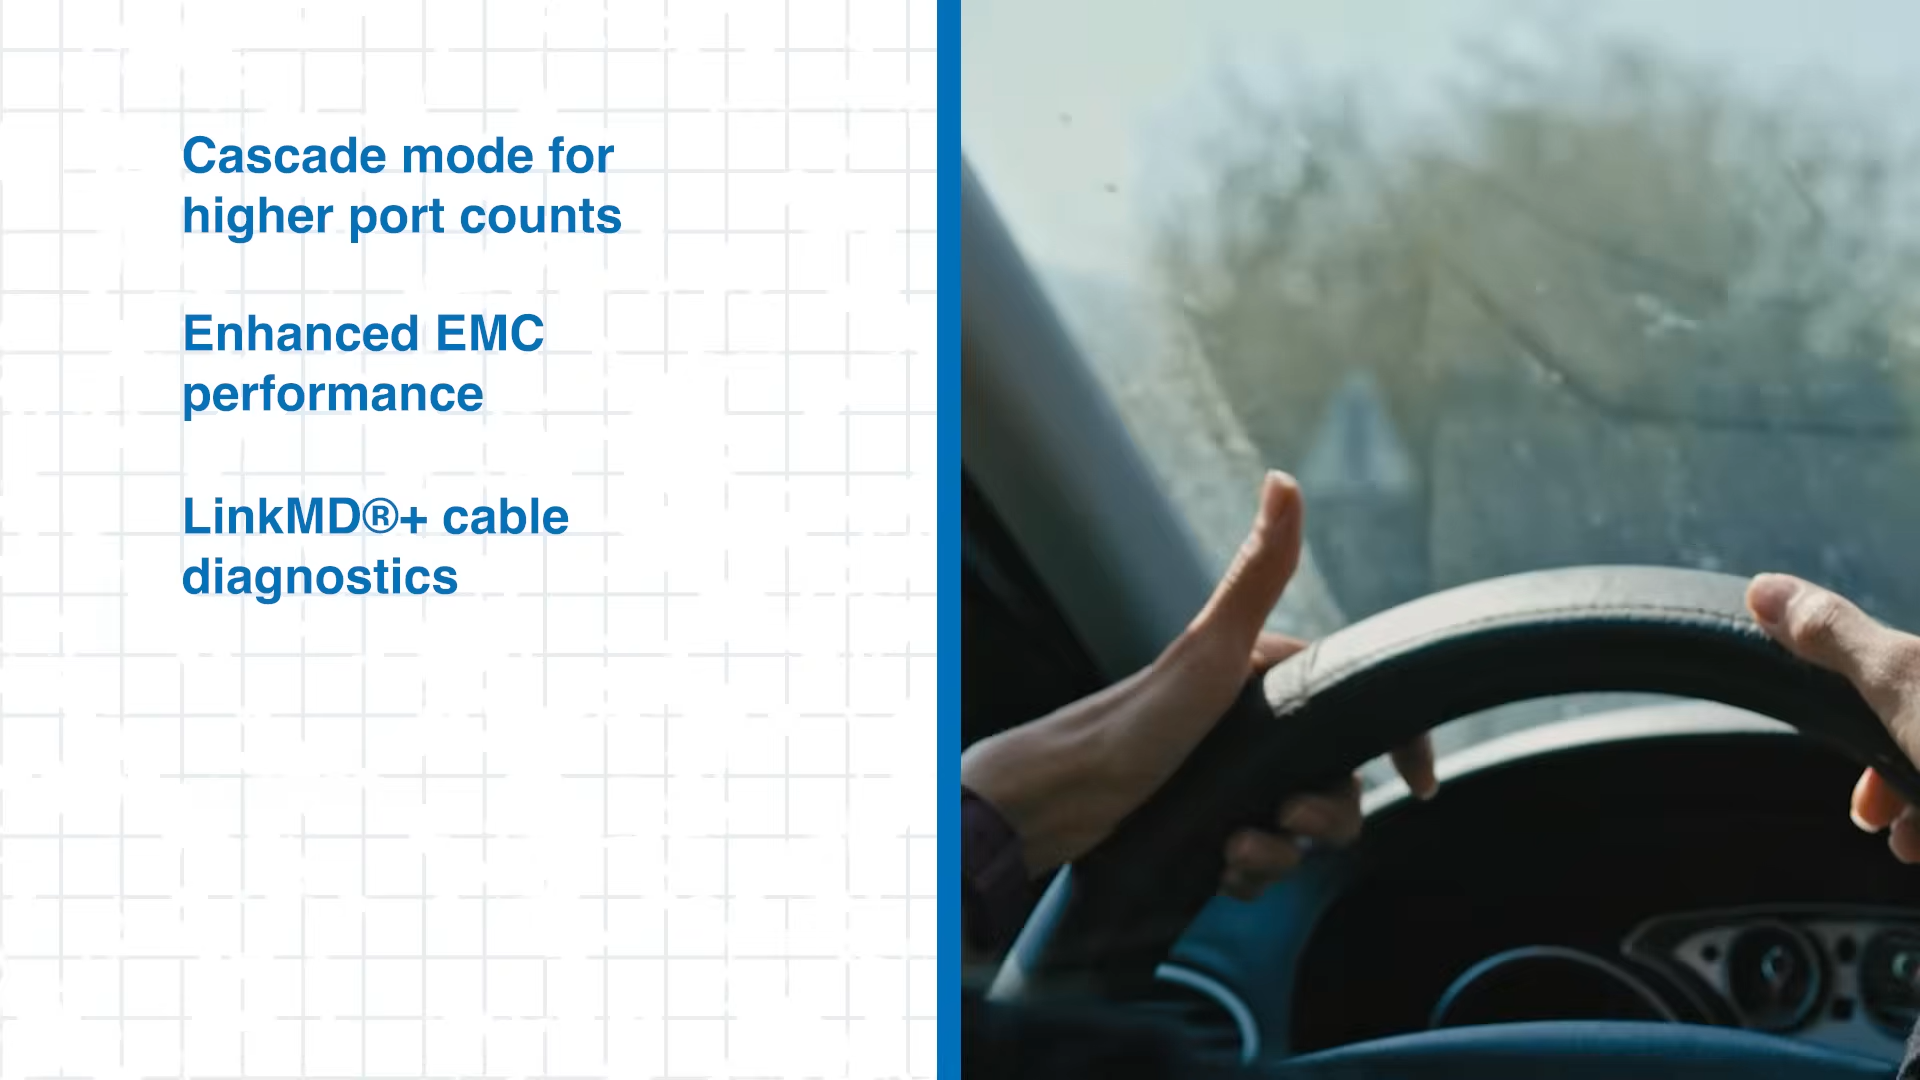 Cascade mode for
higher port counts
Enhanced EMC
performance
LinkMD®+ cable
diagnostics